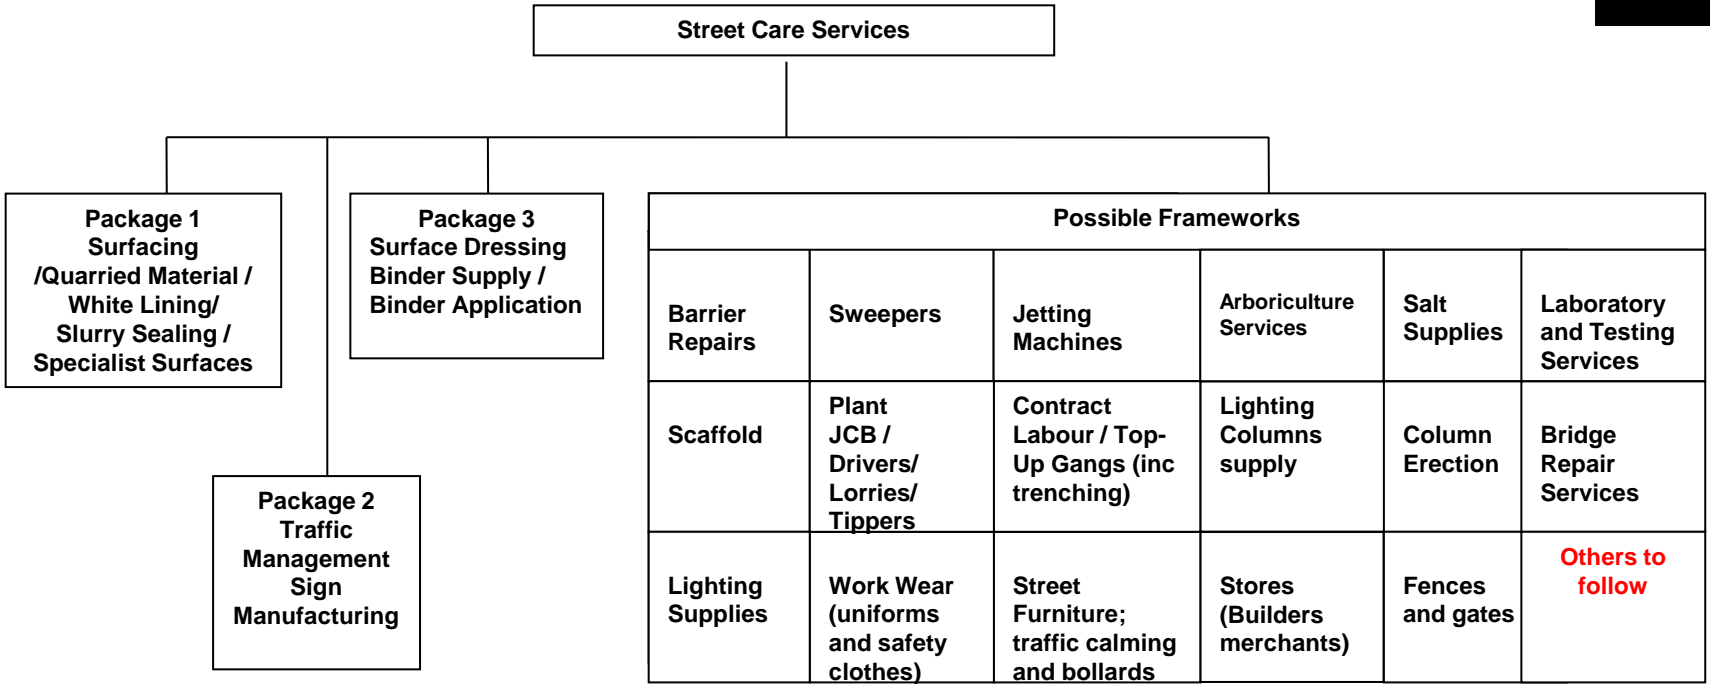 Street Care Services
Package 1
Surfacing
/Quarried Material /
White Lining/
Slurry Sealing /
Specialist Surfaces
Package 3
Surface Dressing
Binder Supply /
Binder Application
Package 2
Traffic
Management
Sign
Manufacturing
Possible Frameworks
Barrier
Repairs
Sweepers
Jetting
Machines
Arboriculture
Services
Salt
Supplies
Laboratory
and Testing
Services
Scaffold
Plant
JCB /
Drivers/
Lorries/
Tippers
Contract
Labour / Top-
Up Gangs (inc
trenching)
Lighting
Columns
supply
Column
Erection
Bridge
Repair
Services
Lighting
Supplies
Work Wear
(uniforms
and safety
clothes)
Street
Furniture;
traffic calming
and bollards
Stores
(Builders
merchants)
Fences
and gates
Others to
follow